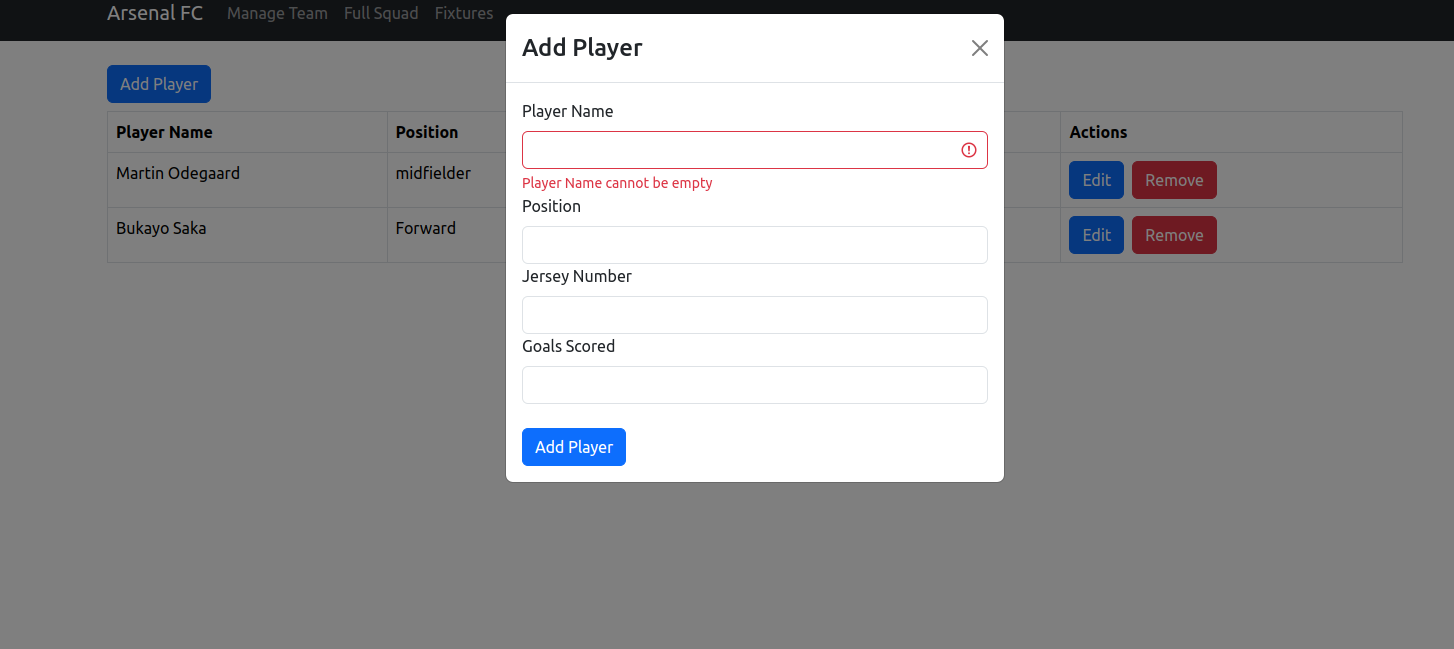 Arsenal FC Manage Team Full Squad Fixtures
Add Player
Add Player
Player Name Position Actions
Martin Odegaard midfielder Edit Remove
Bukayo Saka Forward Edit Remove
Player Name
Player Name cannot be empty
Position
Jersey Number
Goals Scored
Add Player